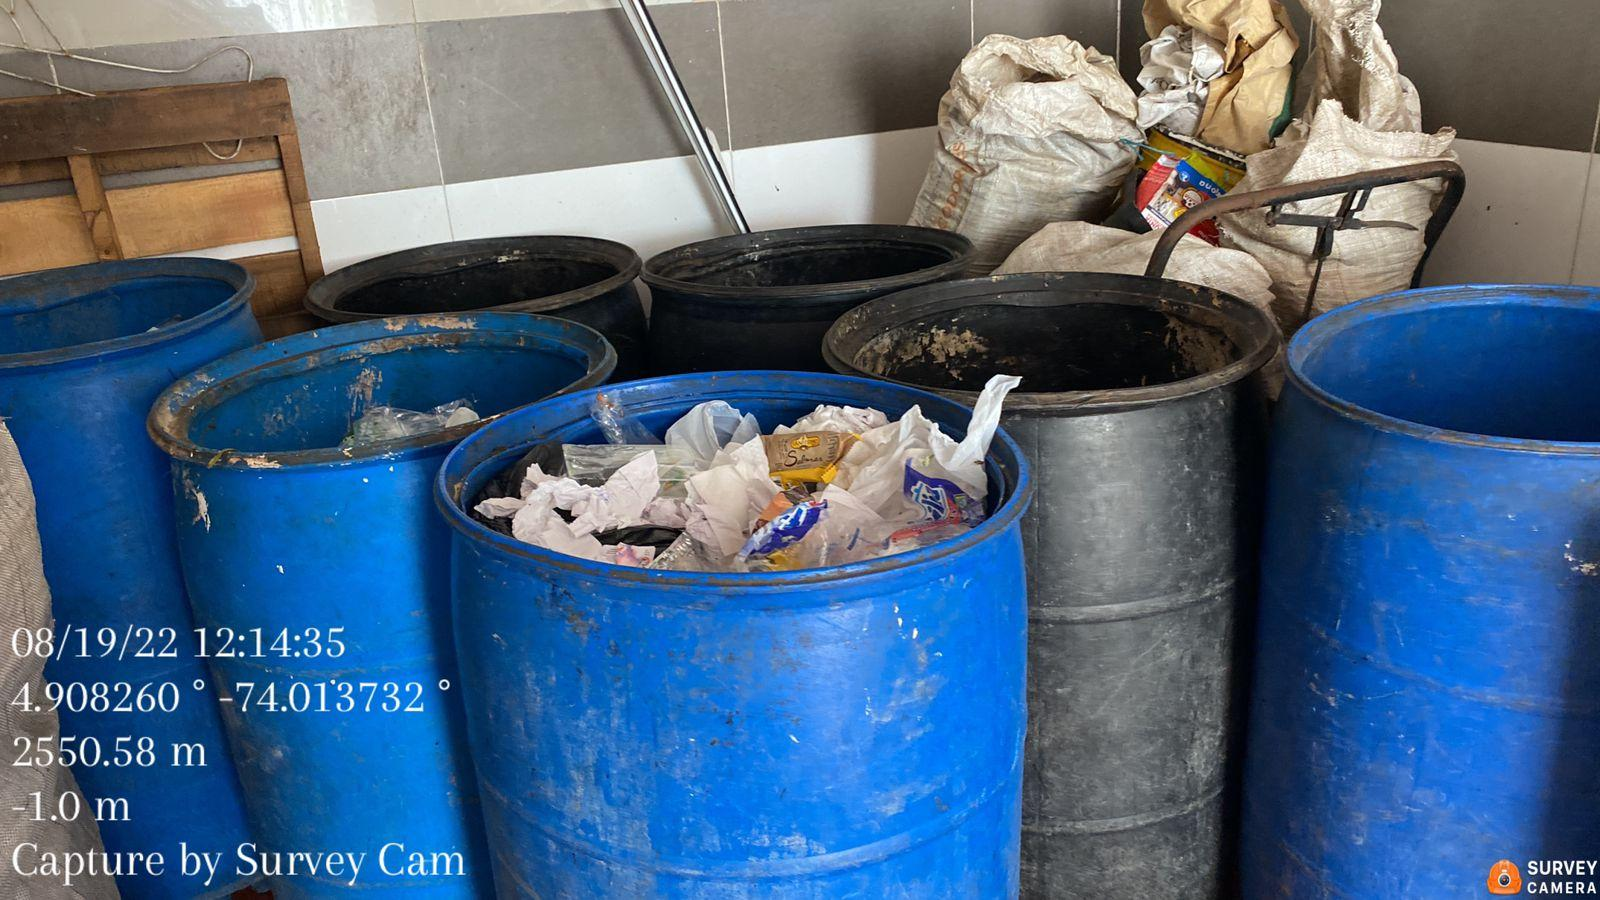 08/19/22 12:14:35
4.908260 ° -74.013732 °
2550.58 m
-1.0 m
Capture by Survey Cam
SURVEY
CAMERA